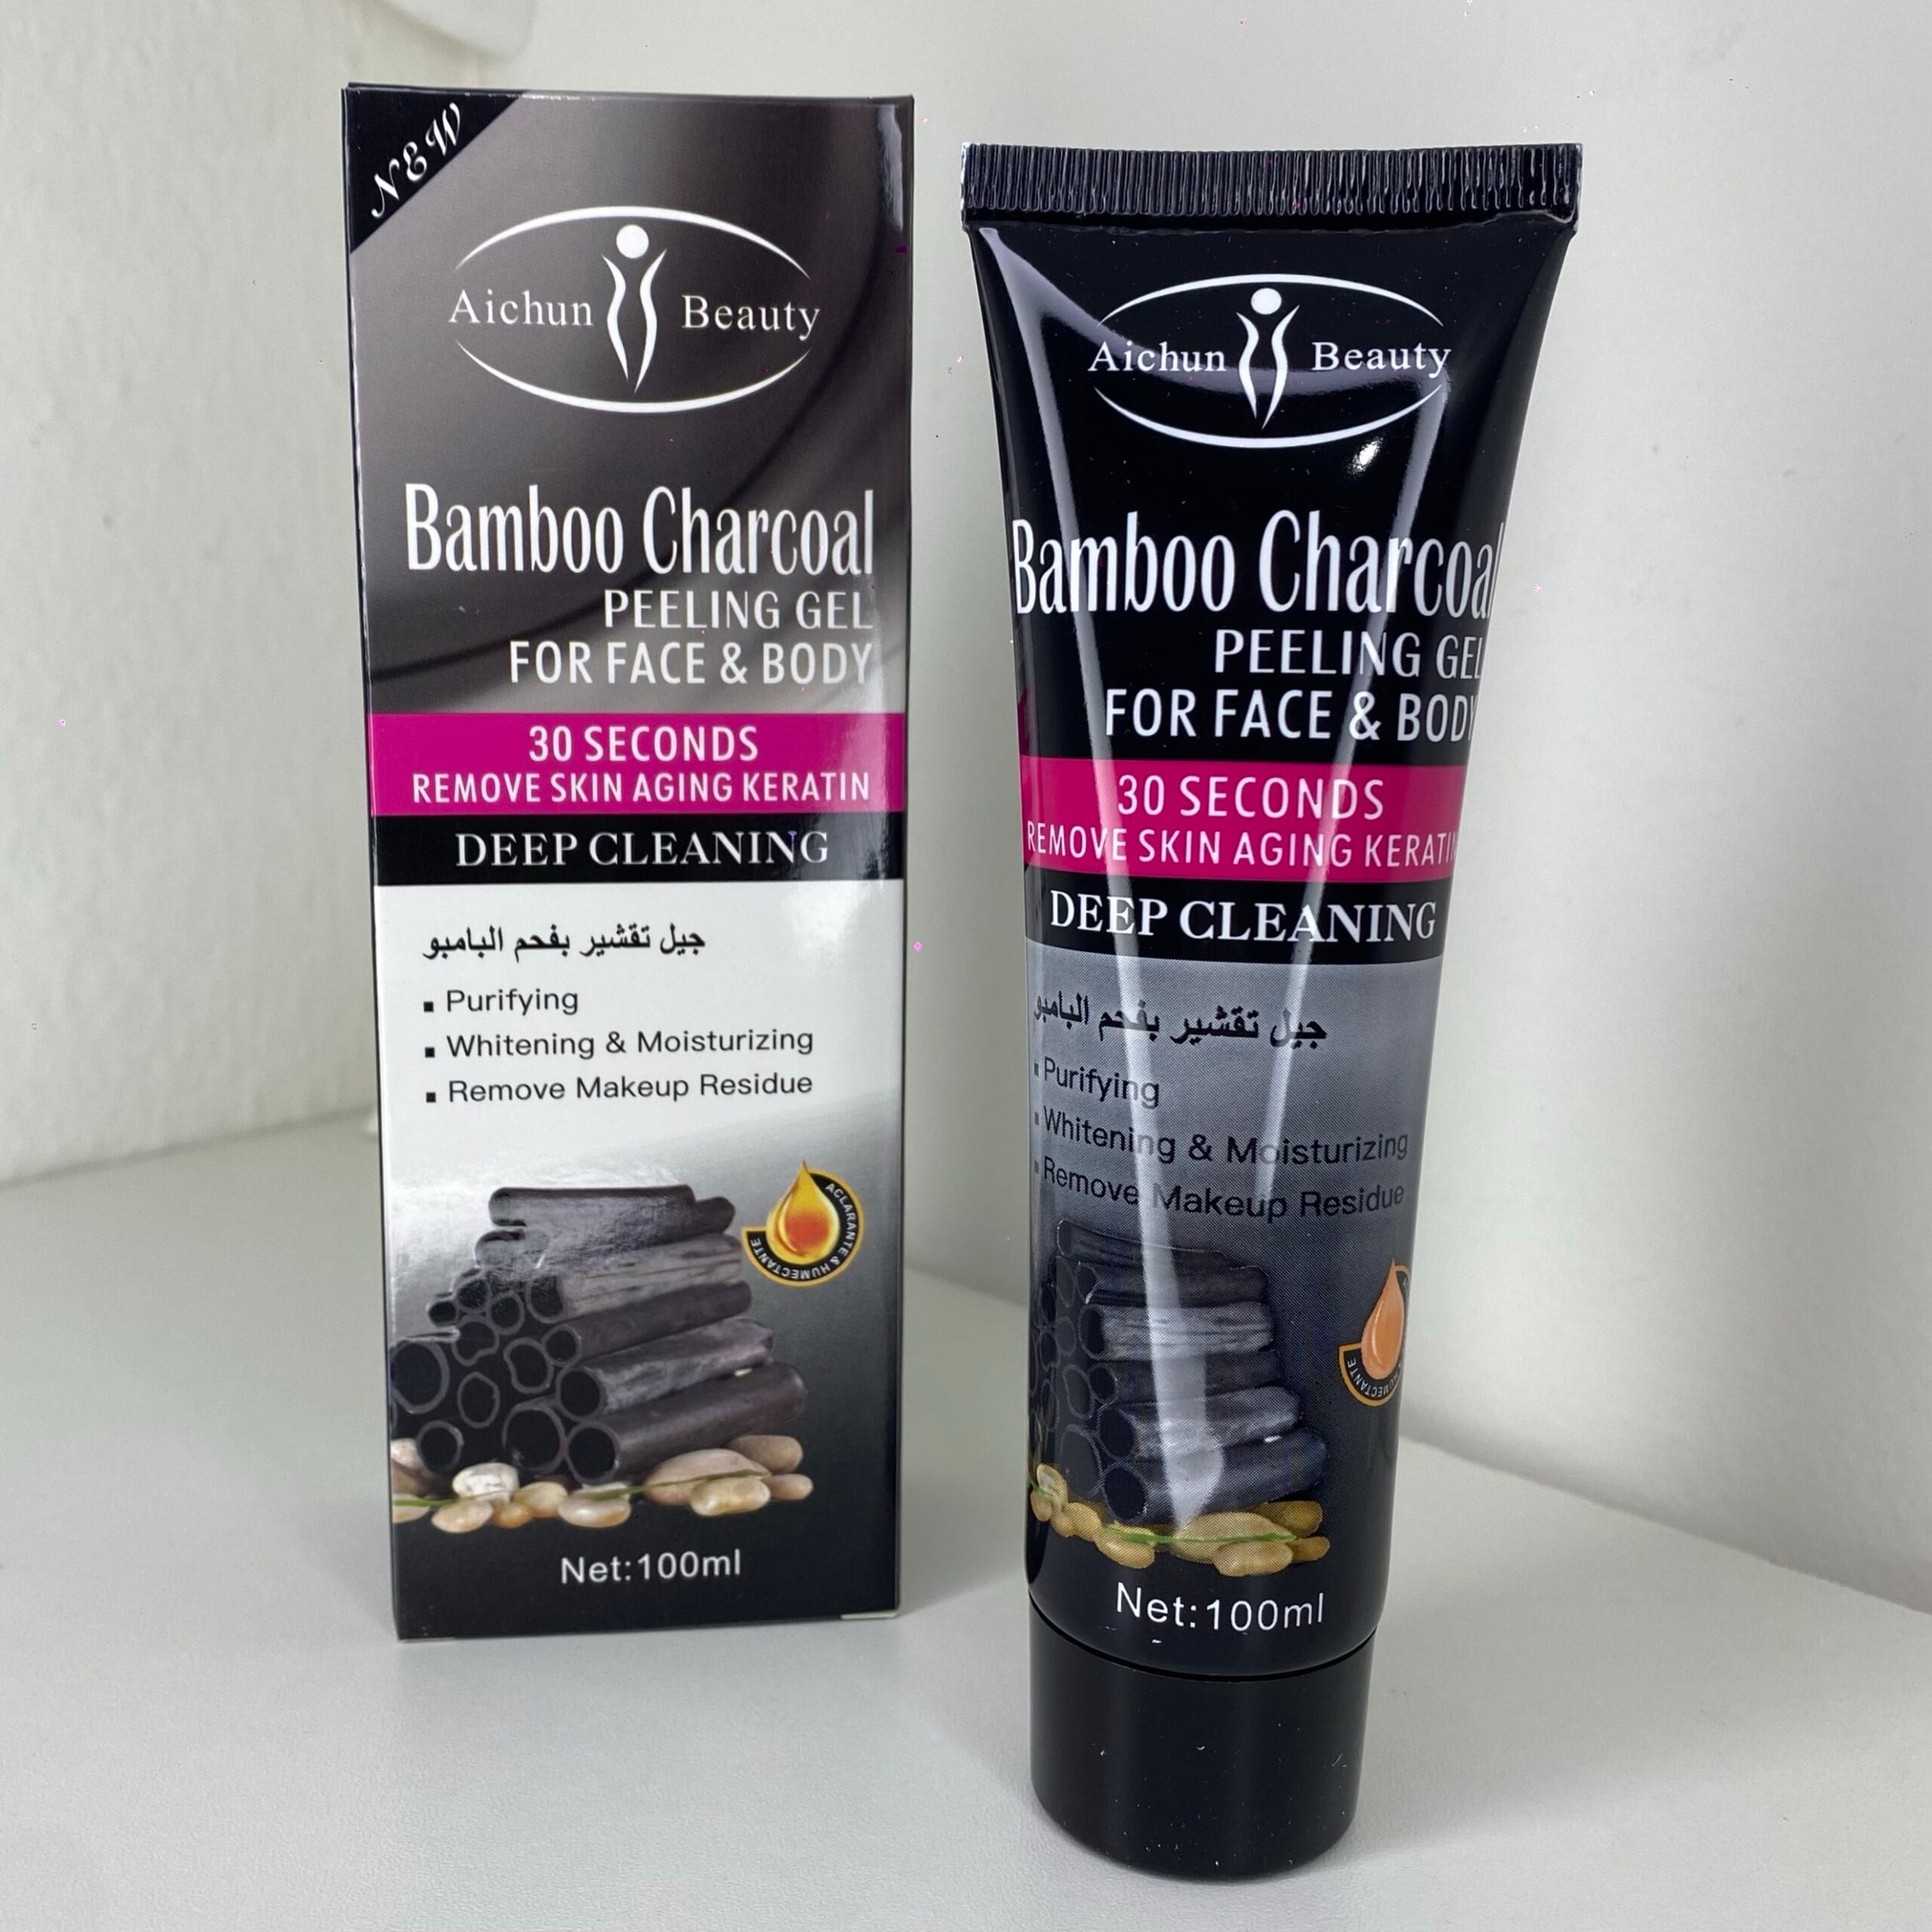 NEW
Aichun Beauty
Bamboo Charcoal
PEELING GEL
FOR FACE & BODY
30 SECONDS
REMOVE SKIN AGING KERATIN
DEEP CLEANING
جيل تقشير بفحم البامبو
▪ Purifying
▪ Whitening & Moisturizing
▪ Remove Makeup Residue
ACLARANTE & HUMECTANTE
Net:100ml
Aichun Beauty
Bamboo Charcoal
PEELING GEL
FOR FACE & BODY
30 SECONDS
REMOVE SKIN AGING KERATIN
DEEP CLEANING
جيل تقشير بفحم البامبو
▪ Purifying
▪ Whitening & Moisturizing
▪ Remove Makeup Residue
HUMECTANTE
Net:100ml